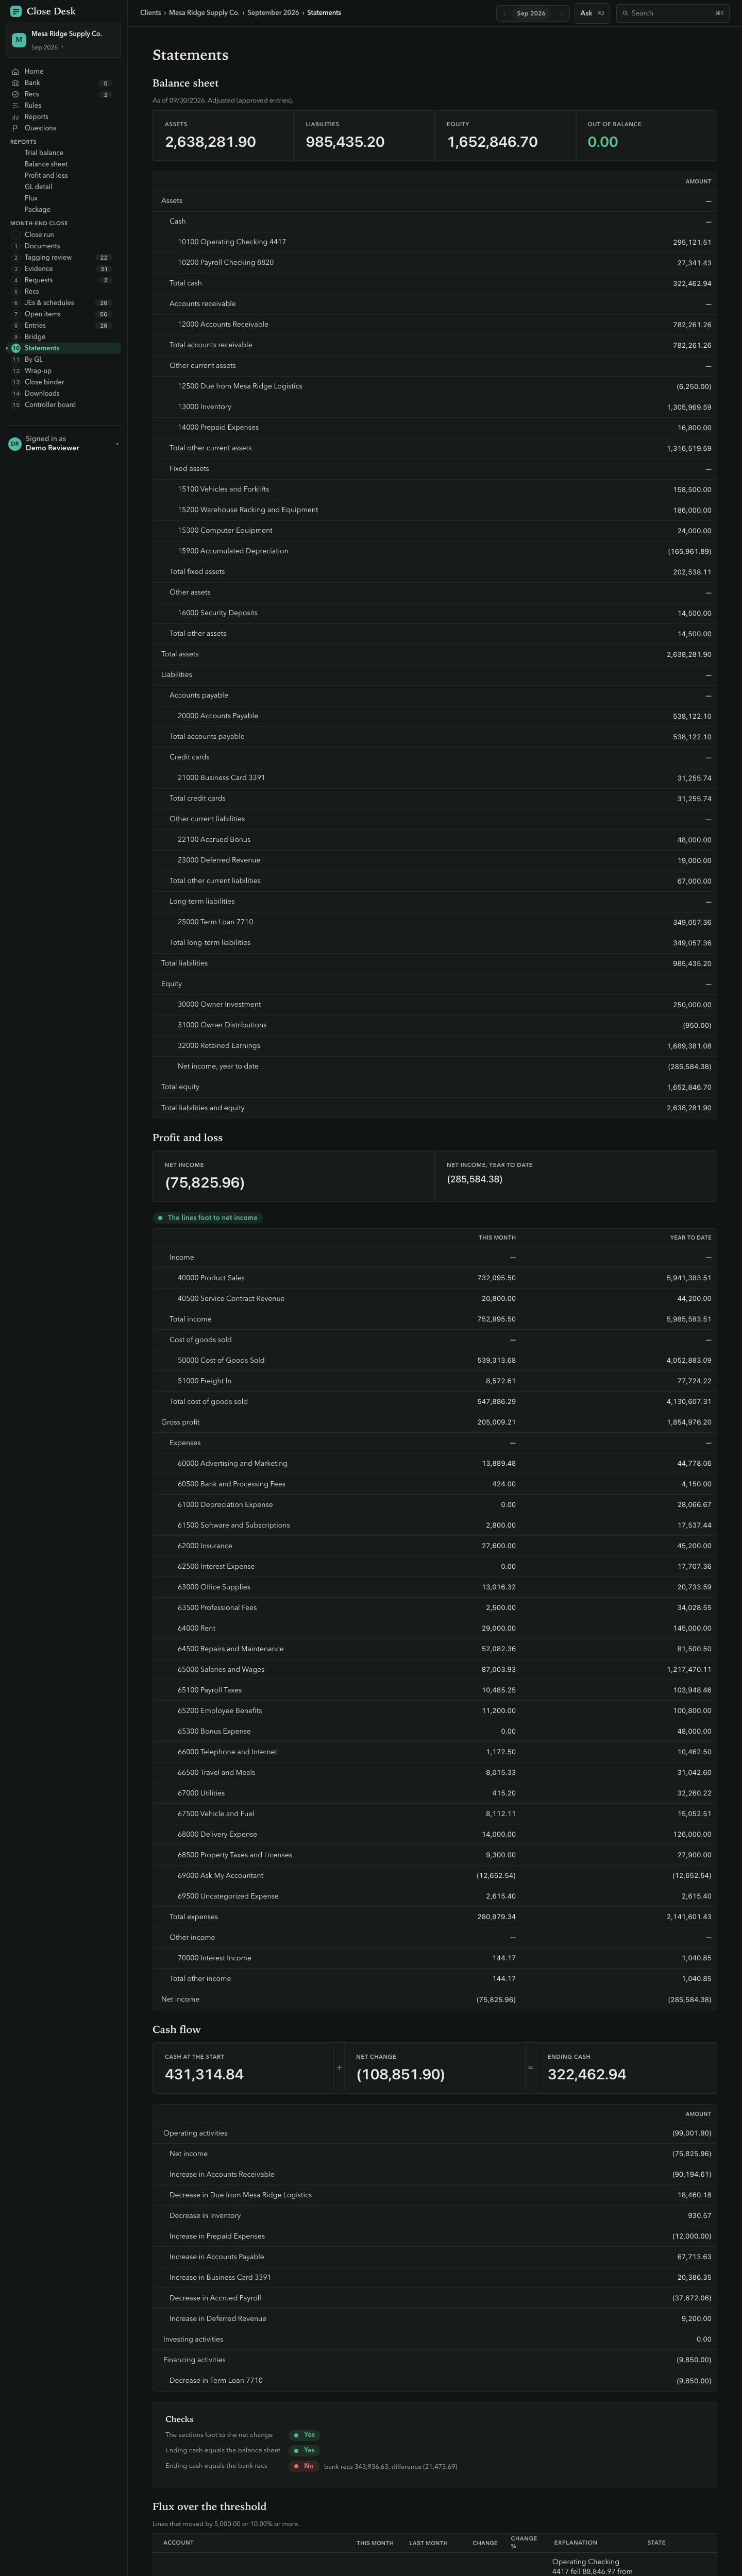 Close Desk
M
Mesa Ridge Supply Co.
Sep 2026
Home
Bank 0
Recs 2
Rules
Reports
Questions
REPORTS
Trial balance
Balance sheet
Profit and loss
GL detail
Flux
Package
MONTH-END CLOSE
Close run
1 Documents
2 Tagging review 22
3 Evidence 51
4 Requests 2
5 Recs
6 JEs & schedules 26
7 Open items 56
8 Entries 26
9 Bridge
10 Statements
11 By GL
12 Wrap-up
13 Close binder
14 Downloads
15 Controller board
DR
Signed in as
Demo Reviewer
Clients › Mesa Ridge Supply Co. › September 2026 › Statements
‹ Sep 2026 ›
Ask ⌘J
Search ⌘K
Statements
Balance sheet
As of 09/30/2026. Adjusted (approved entries).
ASSETS
2,638,281.90
LIABILITIES
985,435.20
EQUITY
1,652,846.70
OUT OF BALANCE
0.00
AMOUNT
Assets —
Cash —
10100 Operating Checking 4417 295,121.51
10200 Payroll Checking 8820 27,341.43
Total cash 322,462.94
Accounts receivable —
12000 Accounts Receivable 782,261.26
Total accounts receivable 782,261.26
Other current assets —
12500 Due from Mesa Ridge Logistics (6,250.00)
13000 Inventory 1,305,969.59
14000 Prepaid Expenses 16,800.00
Total other current assets 1,316,519.59
Fixed assets —
15100 Vehicles and Forklifts 158,500.00
15200 Warehouse Racking and Equipment 186,000.00
15300 Computer Equipment 24,000.00
15900 Accumulated Depreciation (165,961.89)
Total fixed assets 202,538.11
Other assets —
16000 Security Deposits 14,500.00
Total other assets 14,500.00
Total assets 2,638,281.90
Liabilities —
Accounts payable —
20000 Accounts Payable 538,122.10
Total accounts payable 538,122.10
Credit cards —
21000 Business Card 3391 31,255.74
Total credit cards 31,255.74
Other current liabilities —
22100 Accrued Bonus 48,000.00
23000 Deferred Revenue 19,000.00
Total other current liabilities 67,000.00
Long-term liabilities —
25000 Term Loan 7710 349,057.36
Total long-term liabilities 349,057.36
Total liabilities 985,435.20
Equity —
30000 Owner Investment 250,000.00
31000 Owner Distributions (950.00)
32000 Retained Earnings 1,689,381.08
Net income, year to date (285,584.38)
Total equity 1,652,846.70
Total liabilities and equity 2,638,281.90
Profit and loss
NET INCOME
(75,825.96)
NET INCOME, YEAR TO DATE
(285,584.38)
The lines foot to net income
THIS MONTH YEAR TO DATE
Income — —
40000 Product Sales 732,095.50 5,941,383.51
40500 Service Contract Revenue 20,800.00 44,200.00
Total income 752,895.50 5,985,583.51
Cost of goods sold — —
50000 Cost of Goods Sold 539,313.68 4,052,883.09
51000 Freight In 8,572.61 77,724.22
Total cost of goods sold 547,886.29 4,130,607.31
Gross profit 205,009.21 1,854,976.20
Expenses — —
60000 Advertising and Marketing 13,889.48 44,778.06
60500 Bank and Processing Fees 424.00 4,150.00
61000 Depreciation Expense 0.00 28,066.67
61500 Software and Subscriptions 2,800.00 17,537.44
62000 Insurance 27,600.00 45,200.00
62500 Interest Expense 0.00 17,707.36
63000 Office Supplies 13,016.32 20,733.59
63500 Professional Fees 2,500.00 34,028.55
64000 Rent 29,000.00 145,000.00
64500 Repairs and Maintenance 52,082.36 81,500.50
65000 Salaries and Wages 87,003.93 1,217,470.11
65100 Payroll Taxes 10,485.25 103,948.46
65200 Employee Benefits 11,200.00 100,800.00
65300 Bonus Expense 0.00 48,000.00
66000 Telephone and Internet 1,172.50 10,462.50
66500 Travel and Meals 8,015.33 31,042.60
67000 Utilities 415.20 32,260.22
67500 Vehicle and Fuel 8,112.11 15,052.51
68000 Delivery Expense 14,000.00 126,000.00
68500 Property Taxes and Licenses 9,300.00 27,900.00
69000 Ask My Accountant (12,652.54) (12,652.54)
69500 Uncategorized Expense 2,615.40 2,615.40
Total expenses 280,979.34 2,141,601.43
Other income — —
70000 Interest Income 144.17 1,040.85
Total other income 144.17 1,040.85
Net income (75,825.96) (285,584.38)
Cash flow
CASH AT THE START
431,314.84
+
NET CHANGE
(108,851.90)
=
ENDING CASH
322,462.94
AMOUNT
Operating activities (99,001.90)
Net income (75,825.96)
Increase in Accounts Receivable (90,194.61)
Decrease in Due from Mesa Ridge Logistics 18,460.18
Decrease in Inventory 930.57
Increase in Prepaid Expenses (12,000.00)
Increase in Accounts Payable 67,713.63
Increase in Business Card 3391 20,386.35
Decrease in Accrued Payroll (37,672.06)
Increase in Deferred Revenue 9,200.00
Investing activities 0.00
Financing activities (9,850.00)
Decrease in Term Loan 7710 (9,850.00)
Checks
The sections foot to the net change Yes
Ending cash equals the balance sheet Yes
Ending cash equals the bank recs No bank recs 343,936.63, difference (21,473.69)
Flux over the threshold
Lines that moved by 5,000.00 or 10.00% or more.
ACCOUNT THIS MONTH LAST MONTH CHANGE CHANGE % EXPLANATION STATE
Operating Checking
4417 fell 88,846.97 from